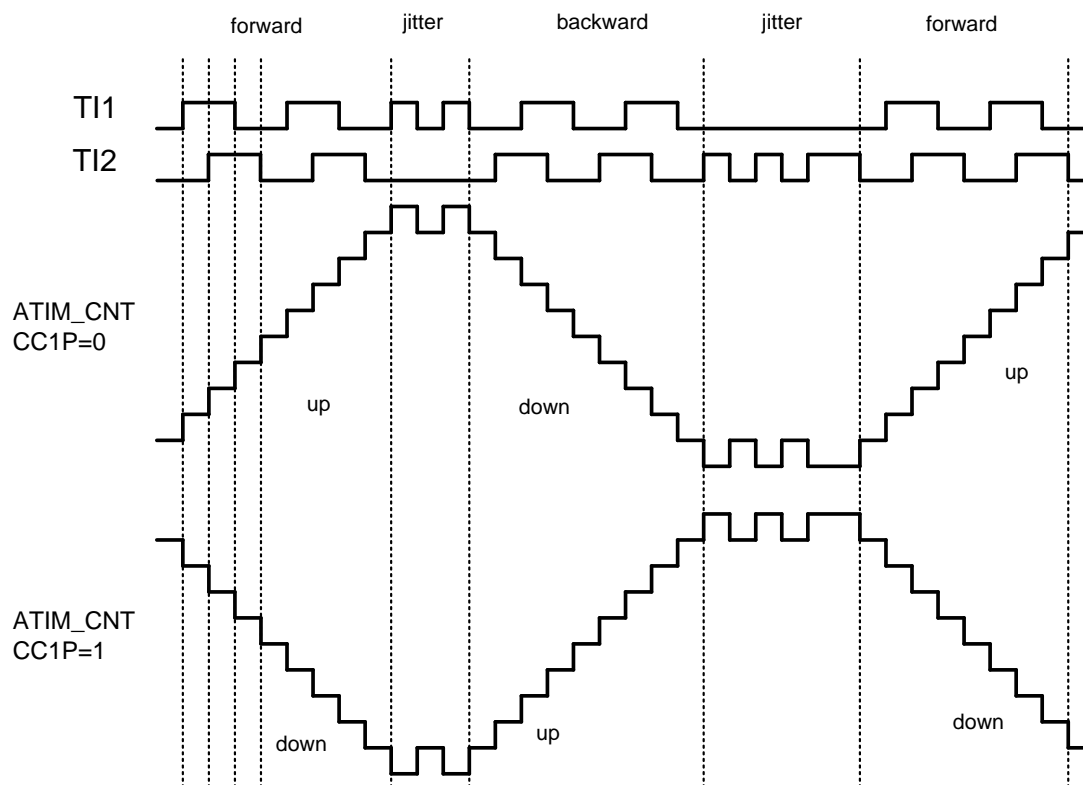 forward jitter backward jitter forward
TI1
TI2
ATIM_CNT
CC1P=0
up down up
ATIM_CNT
CC1P=1
down up down